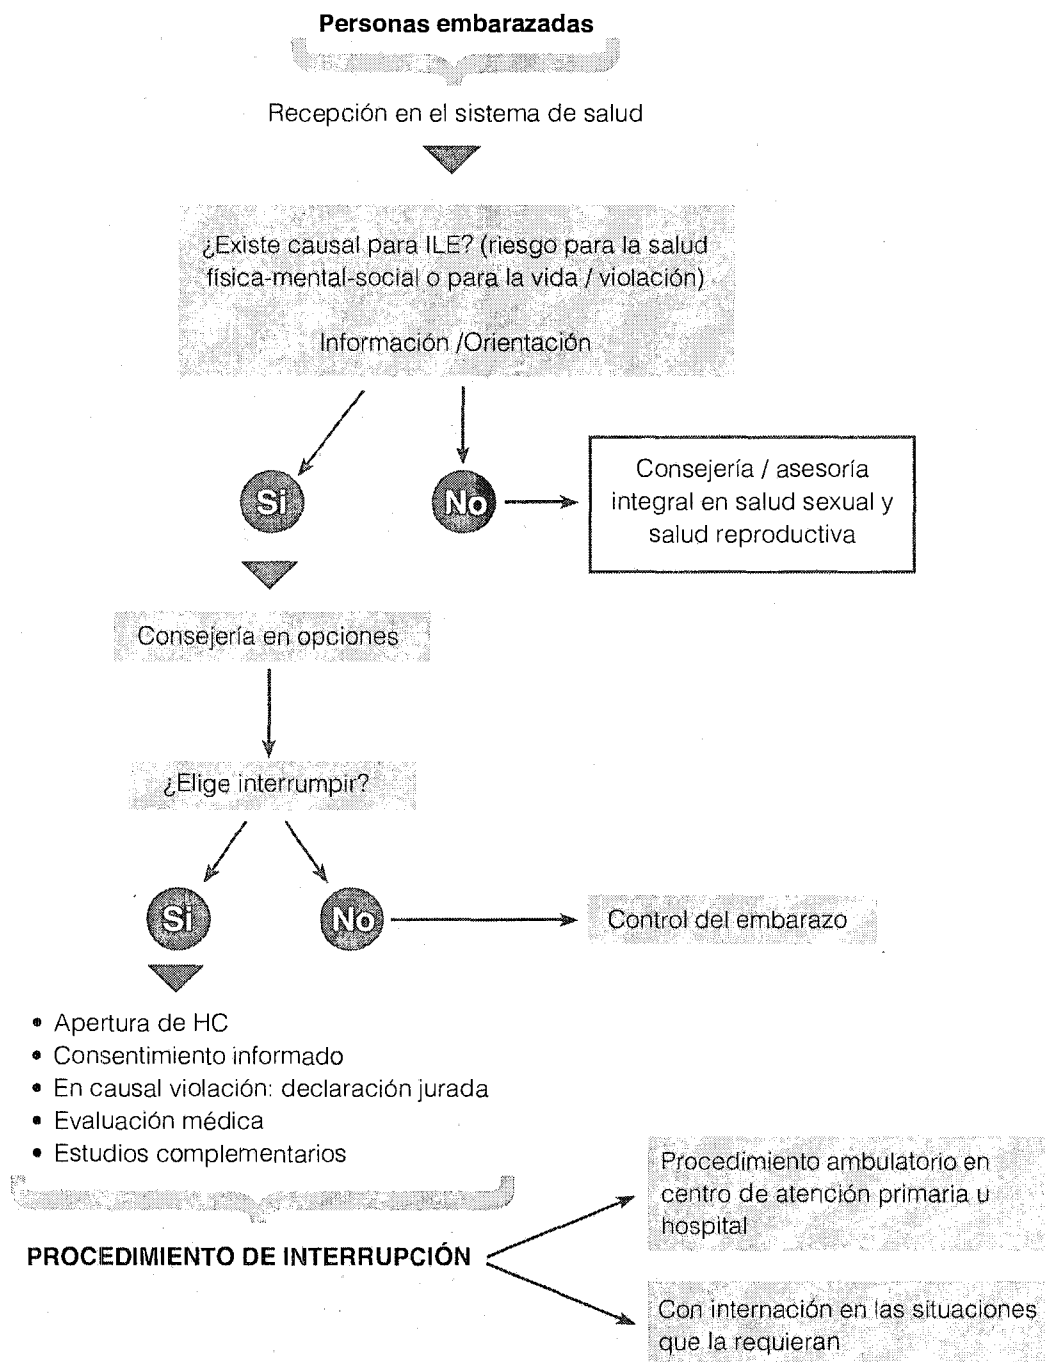 Personas embarazadas
Recepción en el sistema de salud
¿Existe causal para ILE? (riesgo para la salud
física-mental-social o para la vida / violación)
Información /Orientación
Si
No
Consejería / asesoría
integral en salud sexual y
salud reproductiva
Consejería en opciones
¿Elige interrumpir?
Si
No
Control del embarazo
• Apertura de HC
• Consentimiento informado
• En causal violación: declaración jurada
• Evaluación médica
• Estudios complementarios
PROCEDIMIENTO DE INTERRUPCIÓN
Procedimiento ambulatorio en
centro de atención primaria u
hospital
Con internación en las situaciones
que la requieran